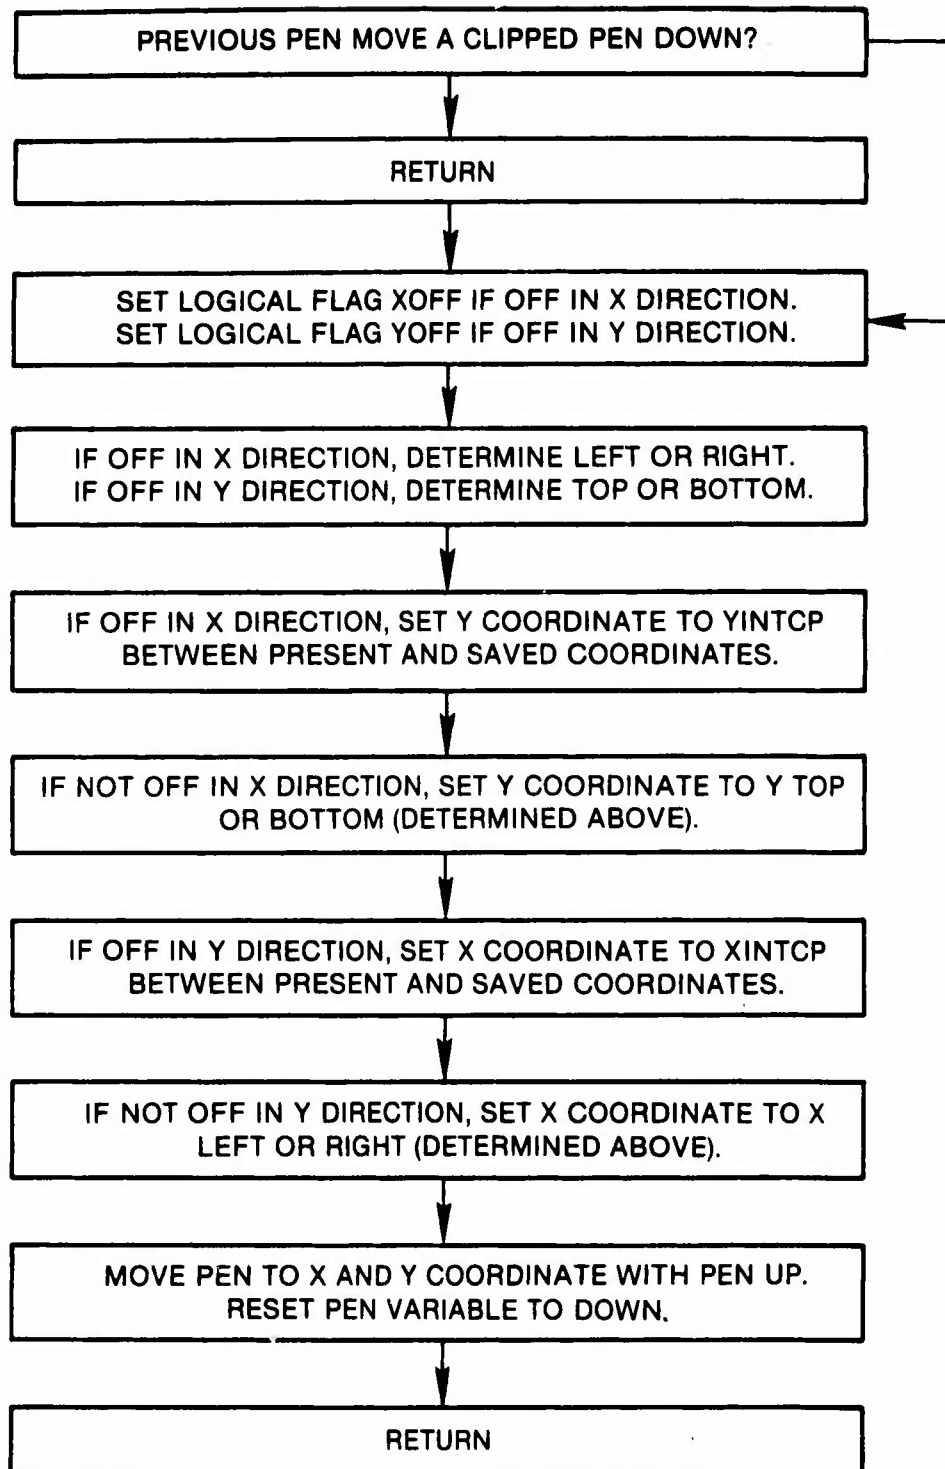 PREVIOUS PEN MOVE A CLIPPED PEN DOWN?
RETURN
SET LOGICAL FLAG XOFF IF OFF IN X DIRECTION.
SET LOGICAL FLAG YOFF IF OFF IN Y DIRECTION.
IF OFF IN X DIRECTION, DETERMINE LEFT OR RIGHT.
IF OFF IN Y DIRECTION, DETERMINE TOP OR BOTTOM.
IF OFF IN X DIRECTION, SET Y COORDINATE TO YINTCP
BETWEEN PRESENT AND SAVED COORDINATES.
IF NOT OFF IN X DIRECTION, SET Y COORDINATE TO Y TOP
OR BOTTOM (DETERMINED ABOVE).
IF OFF IN Y DIRECTION, SET X COORDINATE TO XINTCP
BETWEEN PRESENT AND SAVED COORDINATES.
IF NOT OFF IN Y DIRECTION, SET X COORDINATE TO X
LEFT OR RIGHT (DETERMINED ABOVE).
MOVE PEN TO X AND Y COORDINATE WITH PEN UP.
RESET PEN VARIABLE TO DOWN.
RETURN